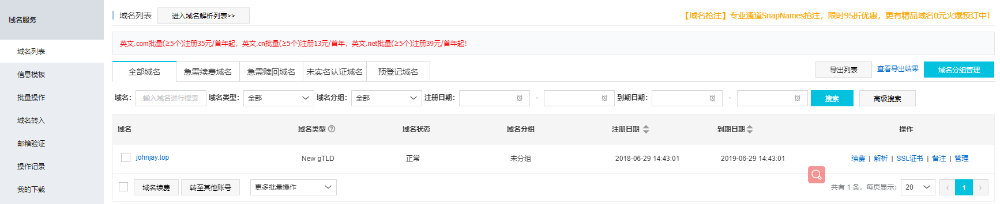 域名服务
域名列表
信息模板
批量操作
域名转入
邮箱验证
操作记录
我的下载
域名列表 进入域名解析列表>> 【域名抢注】专业通道SnapNames抢注，限时95折优惠，更有精品域名0元火爆预订中！
英文.com批量(≥5个)注册35元/首年起，英文.cn批量(≥5个)注册13元/首年，英文.net批量(≥5个)注册39元/首年起！
全部域名 急需续费域名 急需赎回域名 未实名认证域名 预登记域名 导出列表 查看导出结果 域名分组管理
域名： 输入域名进行搜索 域名类型： 全部 域名分组： 全部 注册日期： - 到期日期： - 搜索 高级搜索
域名 域名类型 域名状态 域名分组 注册日期 到期日期 操作
johnjay.top New gTLD 正常 未分组 2018-06-29 14:43:01 2019-06-29 14:43:01 续费 | 解析 | SSL证书 | 备注 | 管理
域名续费 转至其他账号 更多批量操作 共有 1 条，每页显示： 20 ‹ 1 ›